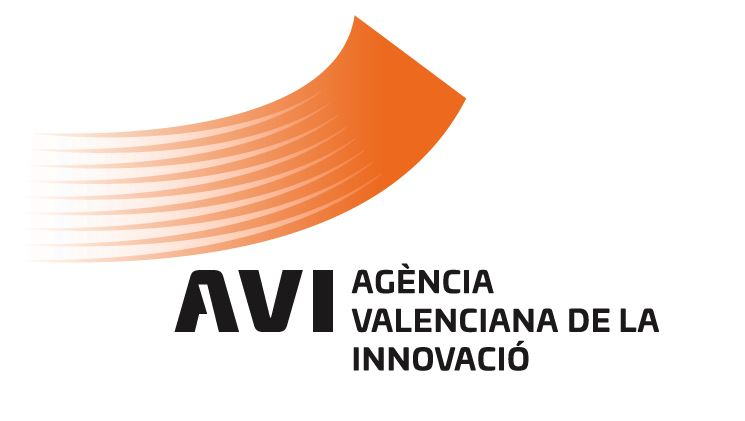 AVI
AGÈNCIA
VALENCIANA DE LA
INNOVACIÓ